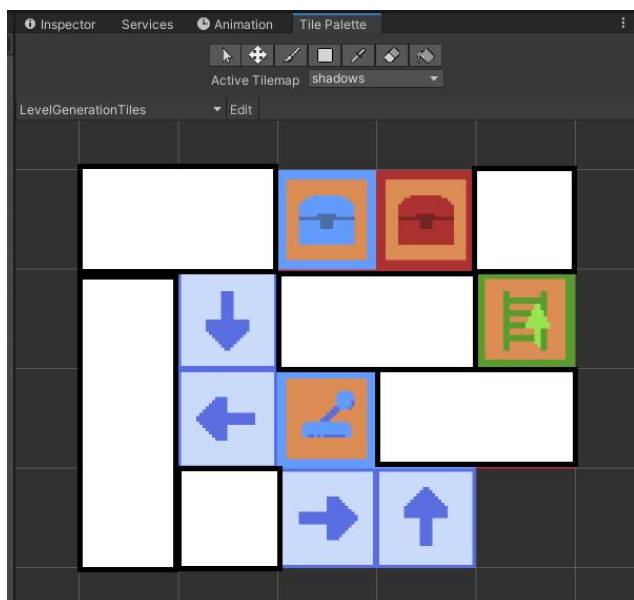 Inspector Services Animation Tile Palette
Active Tilemap shadows
LevelGenerationTiles Edit